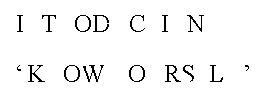 I T OD C I N
‘K OW O RS L ’